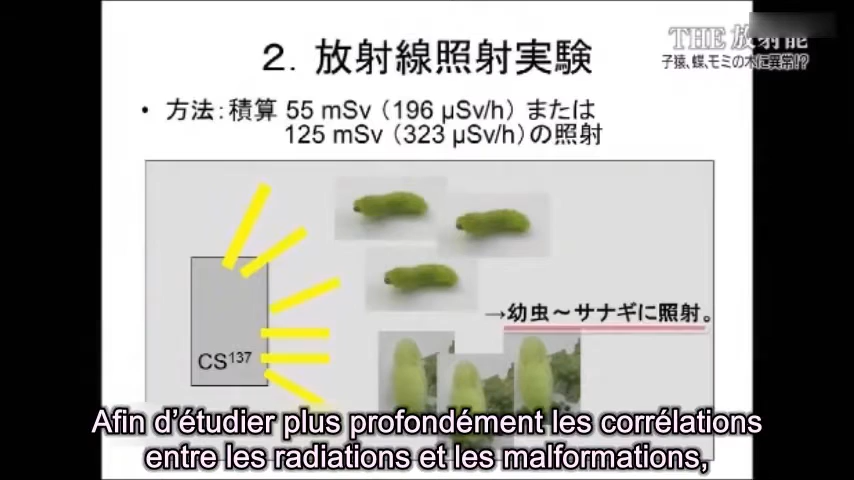 THE 放射能
子猿、蝶、モミの木に異常!?
2. 放射線照射実験
• 方法：積算 55 mSv（196 μSv/h）または
125 mSv（323 μSv/h）の照射
→幼虫～サナギに照射。
CS137
Afin d’étudier plus profondément les corrélations
entre les radiations et les malformations,